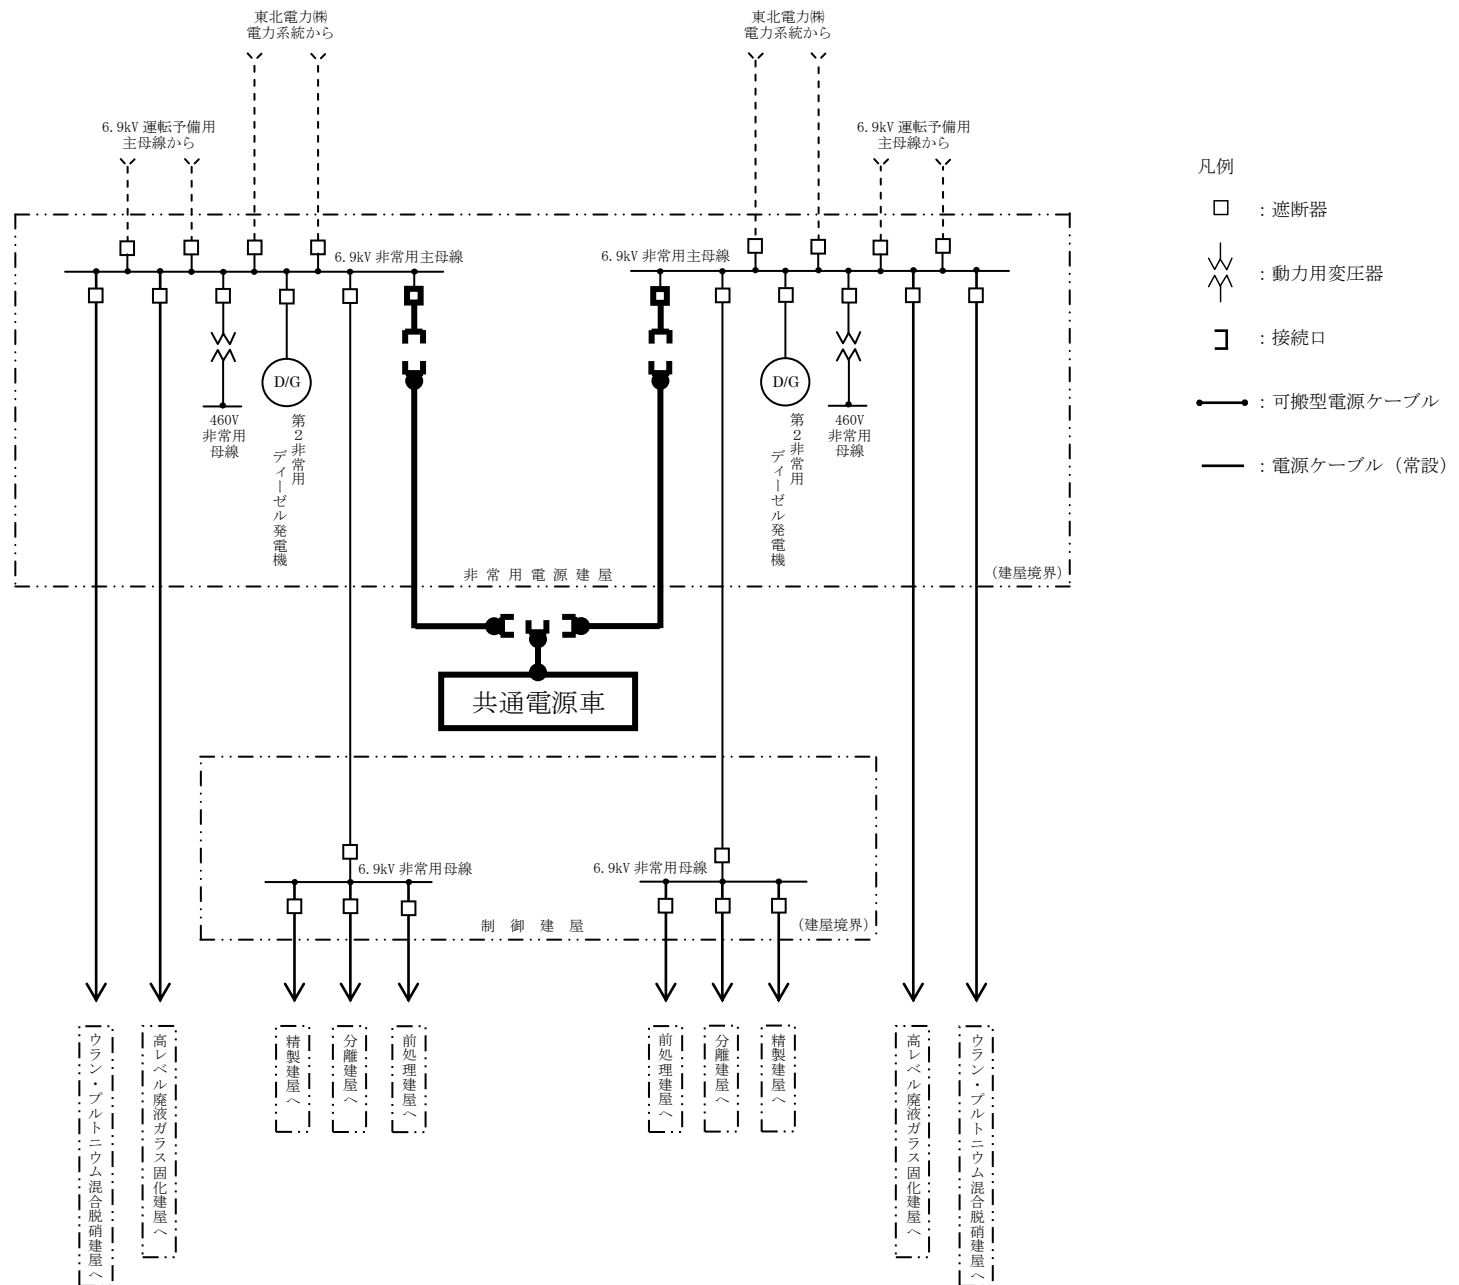 東北電力㈱
電力系統から
東北電力㈱
電力系統から
6.9kV 運転予備用
主母線から
6.9kV 運転予備用
主母線から
凡例
：遮断器
：動力用変圧器
：接続口
：可搬型電源ケーブル
：電源ケーブル（常設）
6.9kV 非常用主母線
6.9kV 非常用主母線
D/G
D/G
460V
非常用
母線
第２非常用
ディーゼル発電機
第２非常用
ディーゼル発電機
460V
非常用
母線
非常用電源建屋
（建屋境界）
共通電源車
6.9kV 非常用母線
6.9kV 非常用母線
制御建屋
（建屋境界）
ウラン・プルトニウム混合脱硝建屋へ
高レベル廃液ガラス固化建屋へ
精製建屋へ
分離建屋へ
前処理建屋へ
前処理建屋へ
分離建屋へ
精製建屋へ
高レベル廃液ガラス固化建屋へ
ウラン・プルトニウム混合脱硝建屋へ